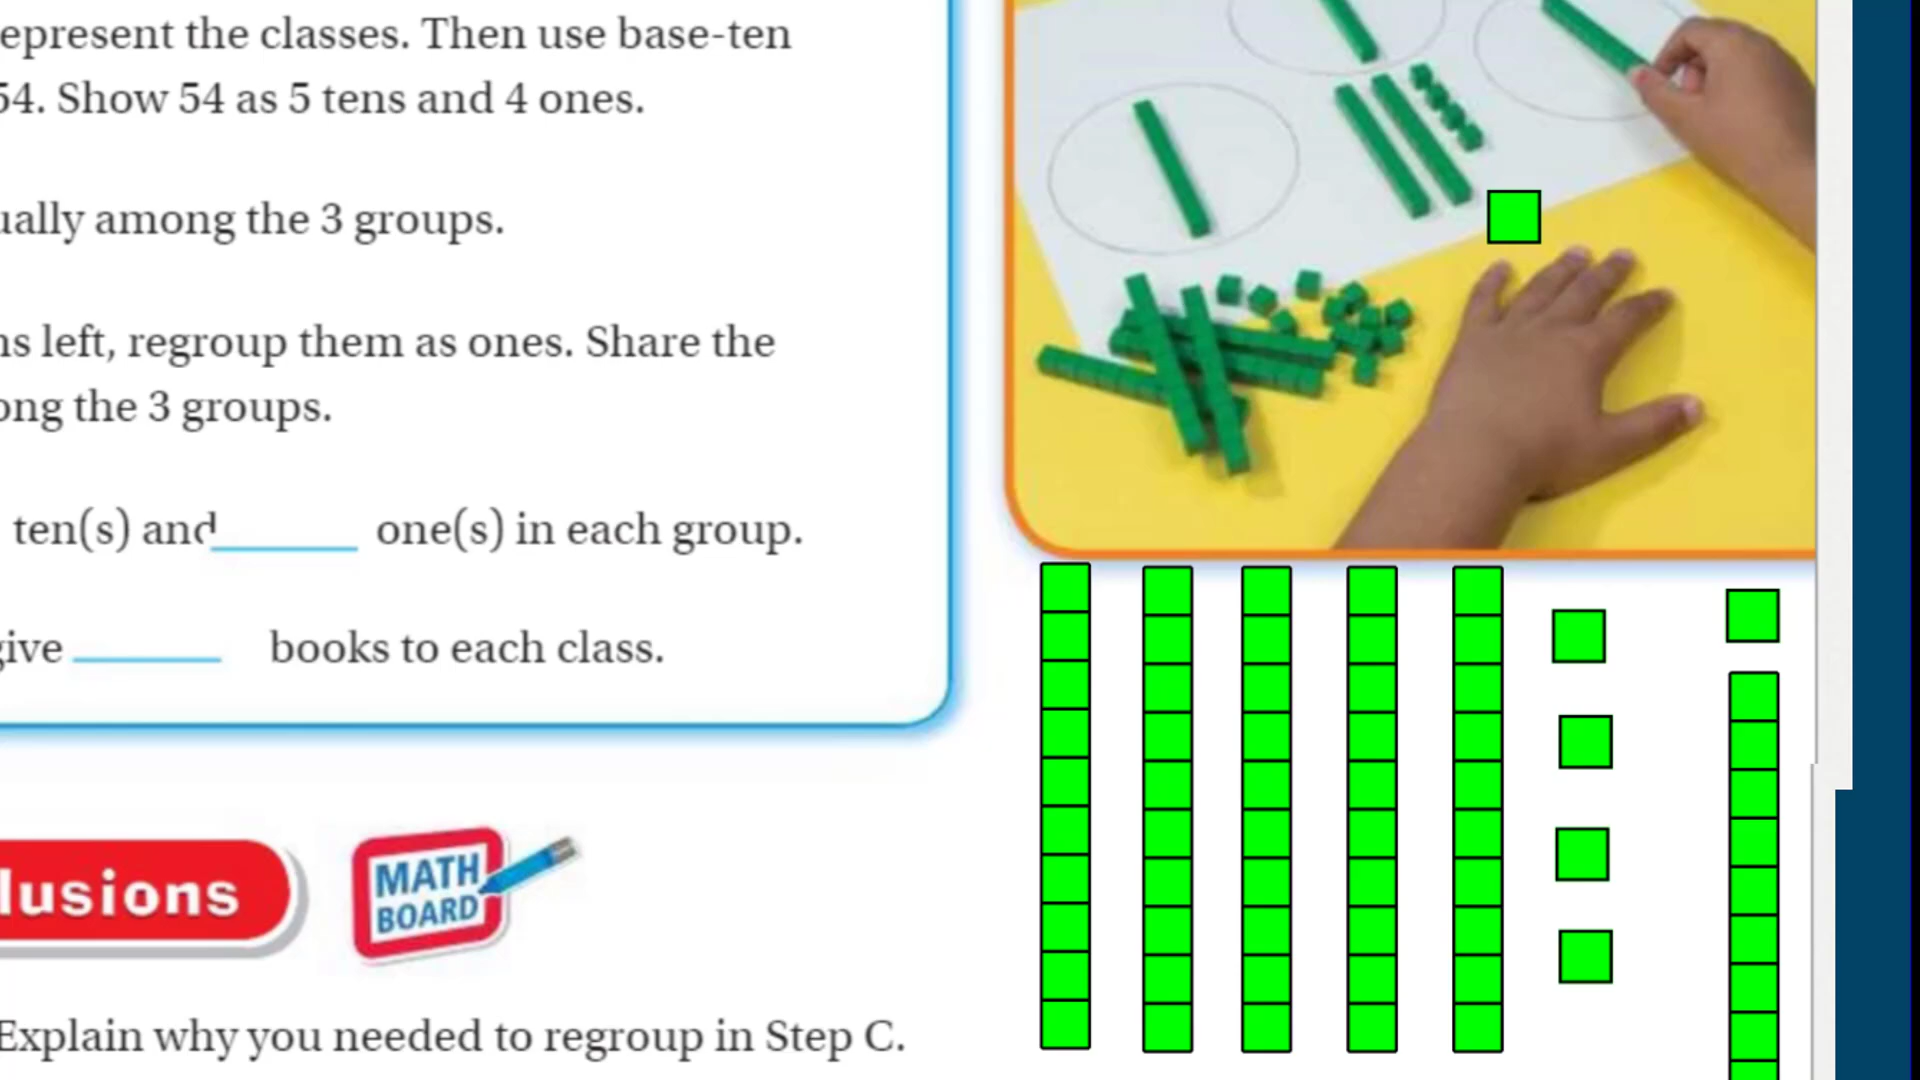 epresent the classes. Then use base-ten
54. Show 54 as 5 tens and 4 ones.
ually among the 3 groups.
ns left, regroup them as ones. Share the
ong the 3 groups.
ten(s) and one(s) in each group.
give books to each class.
lusions
MATH
BOARD
Explain why you needed to regroup in Step C.